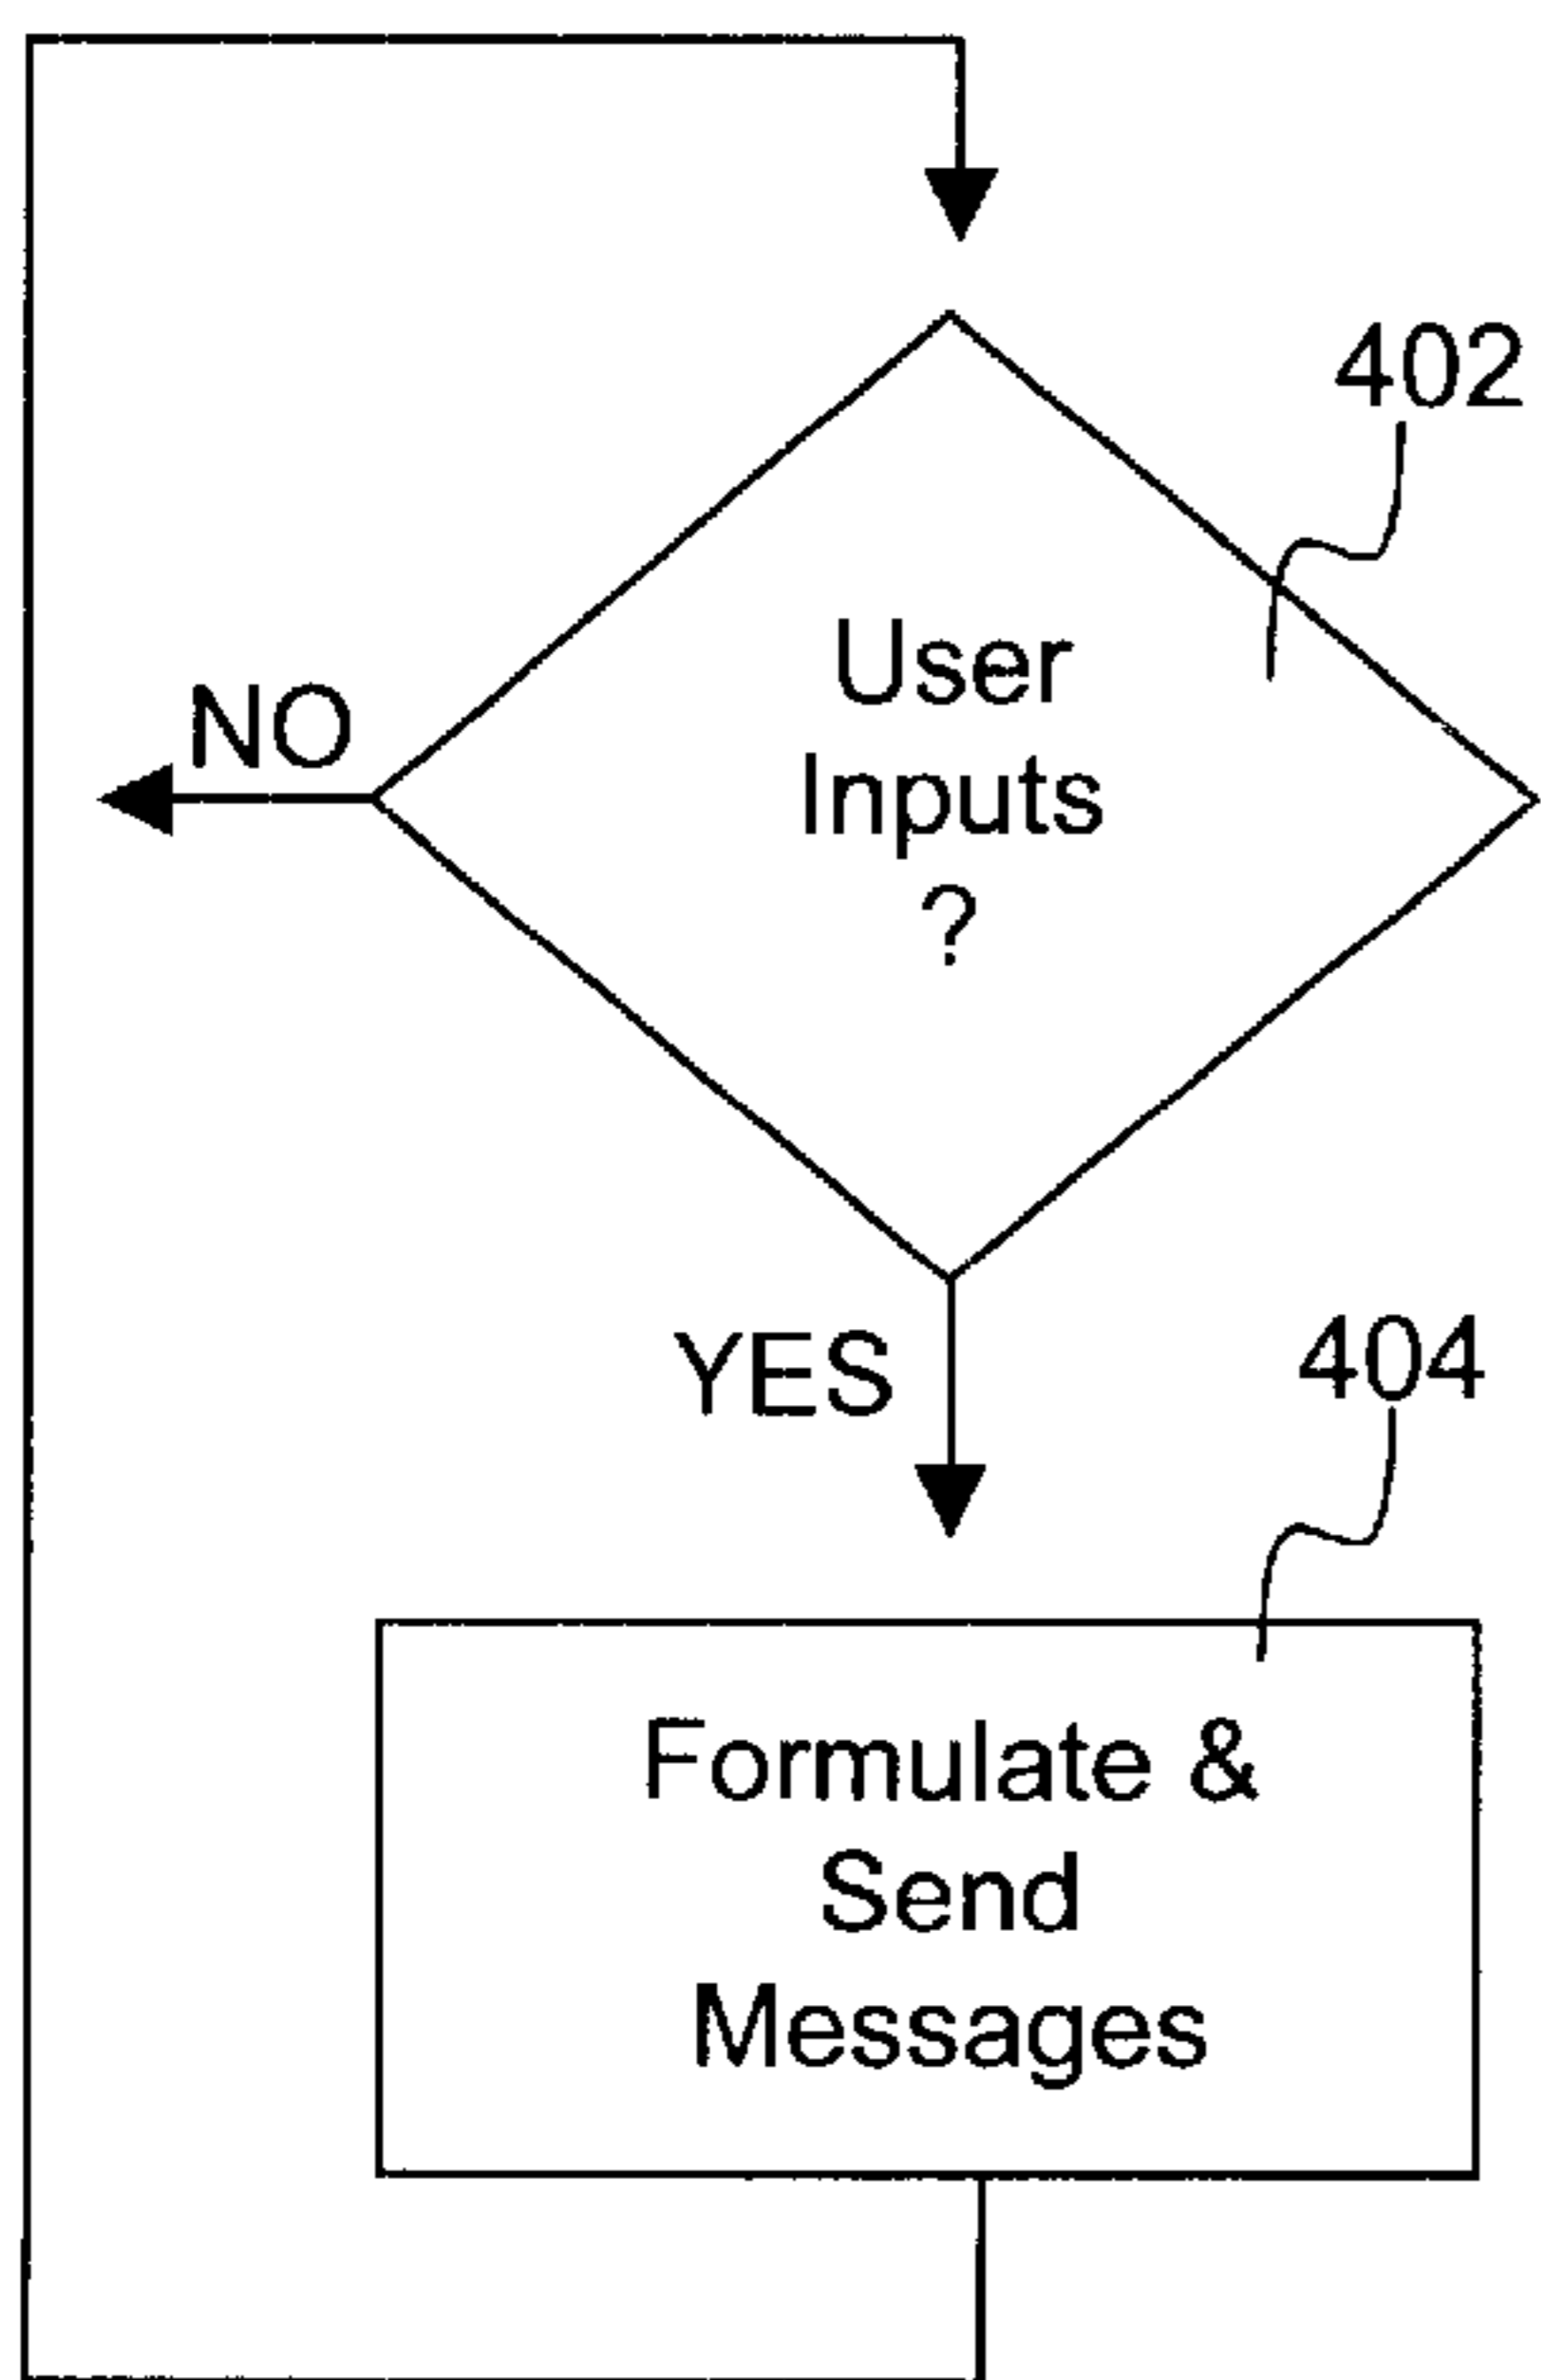 402
User
Inputs
?
NO
YES
404
Formulate &
Send
Messages